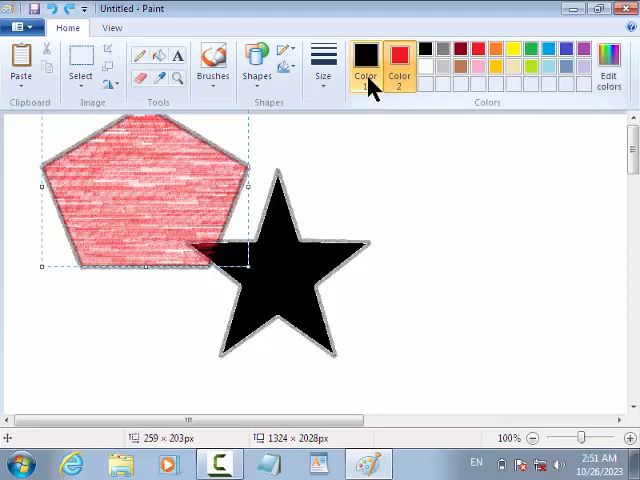 Untitled - Paint
Home
View
Paste
Select
Brushes
Shapes
Size
Color
1
Color
2
Edit
colors
Clipboard
Image
Tools
Shapes
Colors
259 × 203px
1324 × 2028px
100%
EN
2:51 AM
10/26/2023